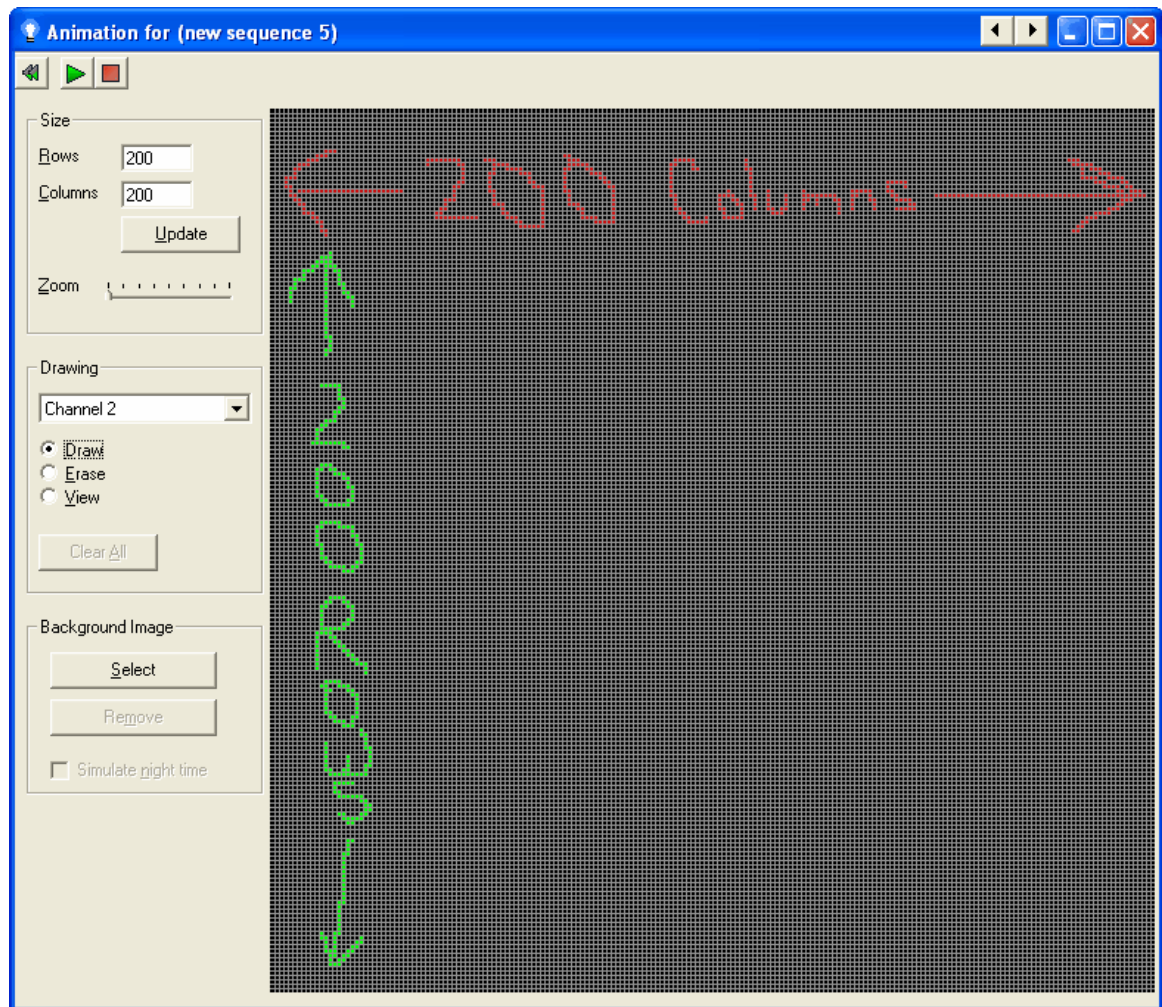 Animation for (new sequence 5)
Size
Rows 200
Columns 200
Update
Zoom
Drawing
Channel 2
Draw
Erase
View
Clear All
Background Image
Select
Remove
Simulate night time
200 Columns
200 Rows